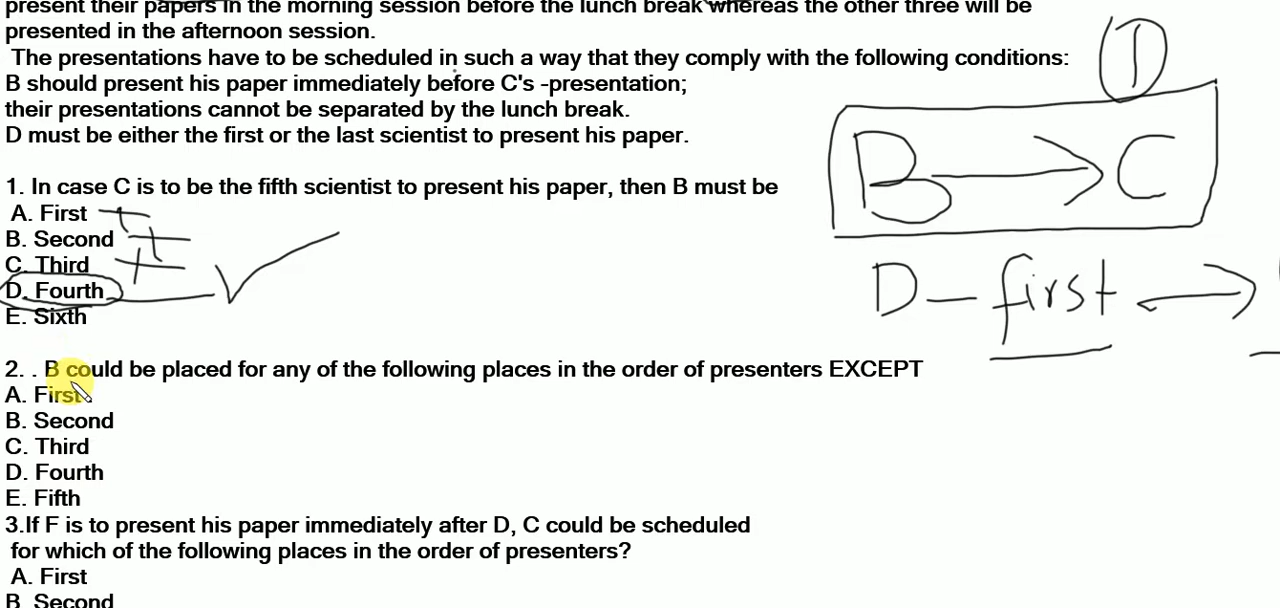 present their papers in the morning session before the lunch break whereas the other three will be
presented in the afternoon session.
The presentations have to be scheduled in such a way that they comply with the following conditions:
B should present his paper immediately before C's -presentation;
their presentations cannot be separated by the lunch break.
D must be either the first or the last scientist to present his paper.
1. In case C is to be the fifth scientist to present his paper, then B must be
A. First
B. Second
C. Third
D. Fourth
E. Sixth
I
B → C
D - first ↔
2. . B could be placed for any of the following places in the order of presenters EXCEPT
A. First.
B. Second
C. Third
D. Fourth
E. Fifth
3.If F is to present his paper immediately after D, C could be scheduled
for which of the following places in the order of presenters?
A. First
B. Second